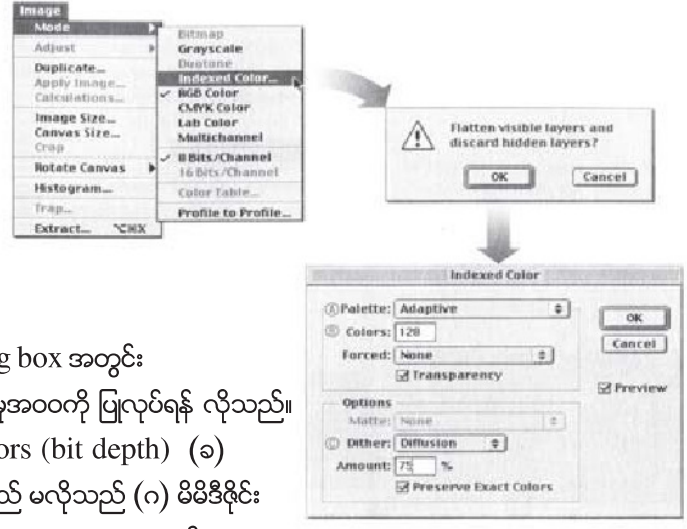 Image
Mode
Adjust
Duplicate...
Apply Image...
Calculations...
Image Size...
Canvas Size...
Crop
Rotate Canvas
Histogram...
Trap...
Extract... ⌥⌘X
Bitmap
Grayscale
Duotone
Indexed Color...
✓ RGB Color
CMYK Color
Lab Color
Multichannel
✓ 8 Bits/Channel
16 Bits/Channel
Color Table...
Profile to Profile...
Flatten visible layers and
discard hidden layers?
OK Cancel
Indexed Color
Ⓐ Palette: Adaptive
Colors: 128
Forced: None
Transparency
Options
Matte: None
Dither: Diffusion
Amount: 75 %
Preserve Exact Colors
OK
Cancel
Preview
g box အတွင်း
မှုအဝဝကို ပြုလုပ်ရန် လိုသည်။
ors (bit depth) (ခ)
ည် မလိုသည် (ဂ) မိမိဒီဇိုင်း